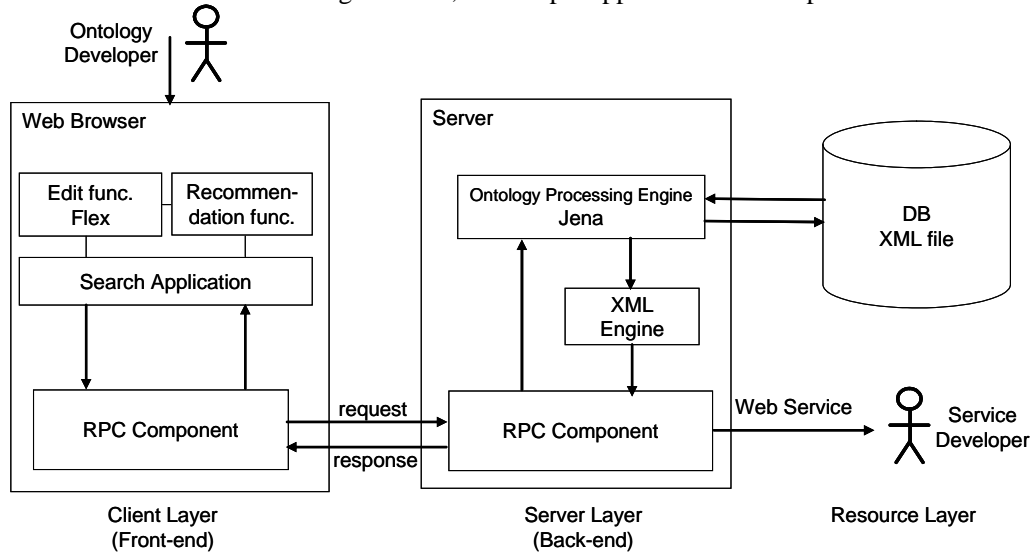 Ontology
Developer
Web Browser
Edit func.
Flex
Recommen-
dation func.
Search Application
RPC Component
request
response
Client Layer
(Front-end)
Server
Ontology Processing Engine
Jena
XML
Engine
RPC Component
Server Layer
(Back-end)
DB
XML file
Web Service
Service
Developer
Resource Layer